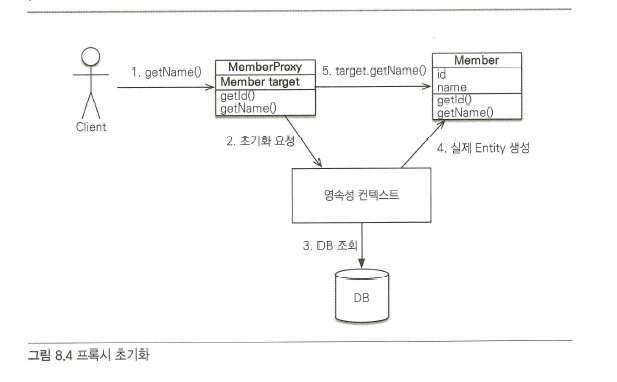 1. getName()
MemberProxy
Member target
getId()
getName()
5. target.getName()
Member
id
name
getId()
getName()
Client
2. 초기화 요청
4. 실제 Entity 생성
영속성 컨텍스트
3. DB 조회
DB
그림 8.4 프록시 초기화